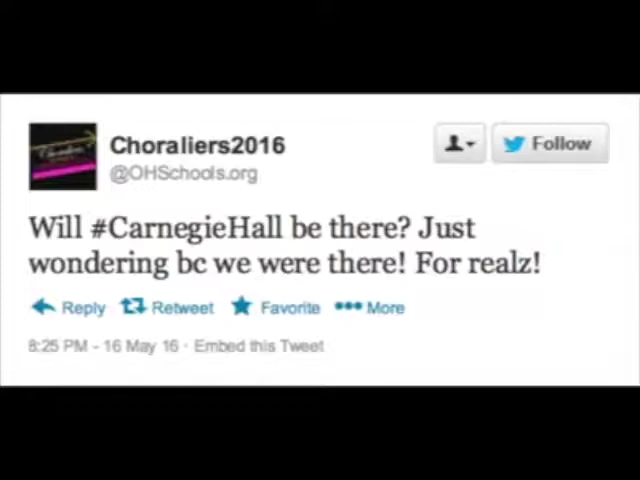 Choraliers2016
@OHSchools.org
Follow
Will #CarnegieHall be there? Just
wondering bc we were there! For realz!
Reply Retweet Favorite More
8:25 PM - 16 May 16 · Embed this Tweet